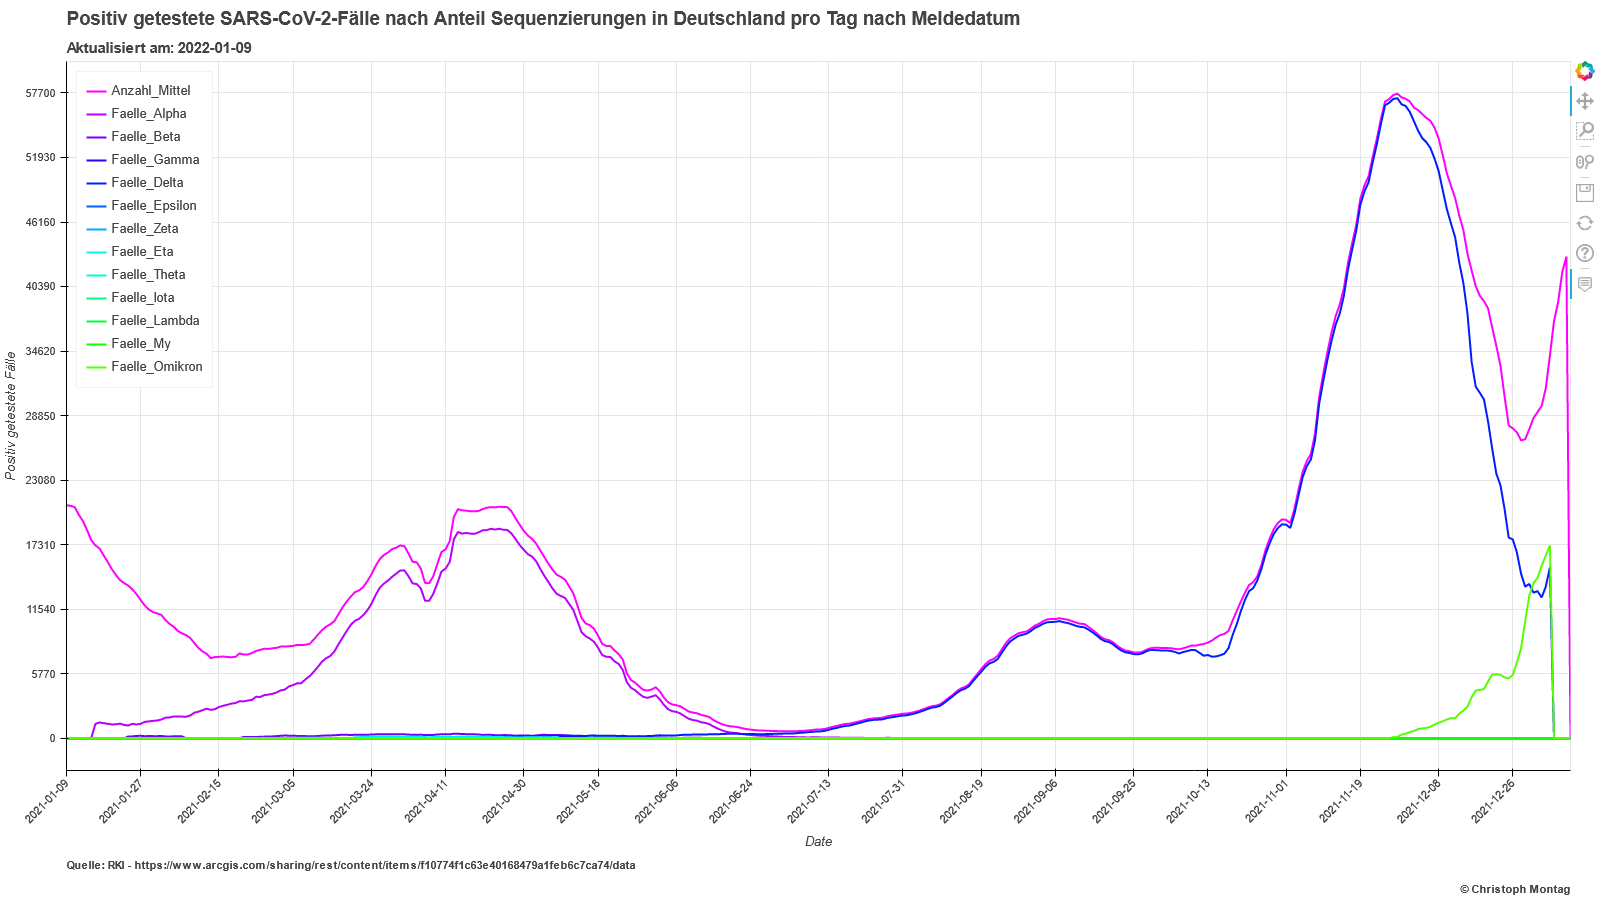 Positiv getestete SARS-CoV-2-Fälle nach Anteil Sequenzierungen in Deutschland pro Tag nach Meldedatum
Aktualisiert am: 2022-01-09
Anzahl_Mittel
Faelle_Alpha
Faelle_Beta
Faelle_Gamma
Faelle_Delta
Faelle_Epsilon
Faelle_Zeta
Faelle_Eta
Faelle_Theta
Faelle_Iota
Faelle_Lambda
Faelle_My
Faelle_Omikron
57700
51930
46160
40390
34620
28850
23080
17310
11540
5770
0
Positiv getestete Fälle
2021-01-09
2021-01-27
2021-02-15
2021-03-05
2021-03-24
2021-04-11
2021-04-30
2021-05-18
2021-06-06
2021-06-24
2021-07-13
2021-07-31
2021-08-19
2021-09-06
2021-09-25
2021-10-13
2021-11-01
2021-11-19
2021-12-08
2021-12-26
Date
Quelle: RKI - https://www.arcgis.com/sharing/rest/content/items/f10774f1c63e40168479a1feb6c7ca74/data
© Christoph Montag